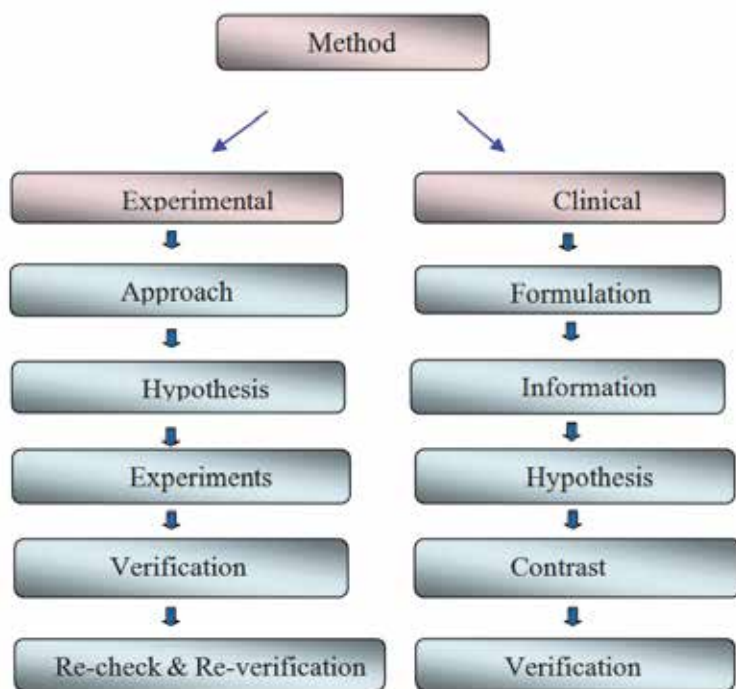 Method
Experimental
Clinical
Approach
Formulation
Hypothesis
Information
Experiments
Hypothesis
Verification
Contrast
Re-check & Re-verification
Verification